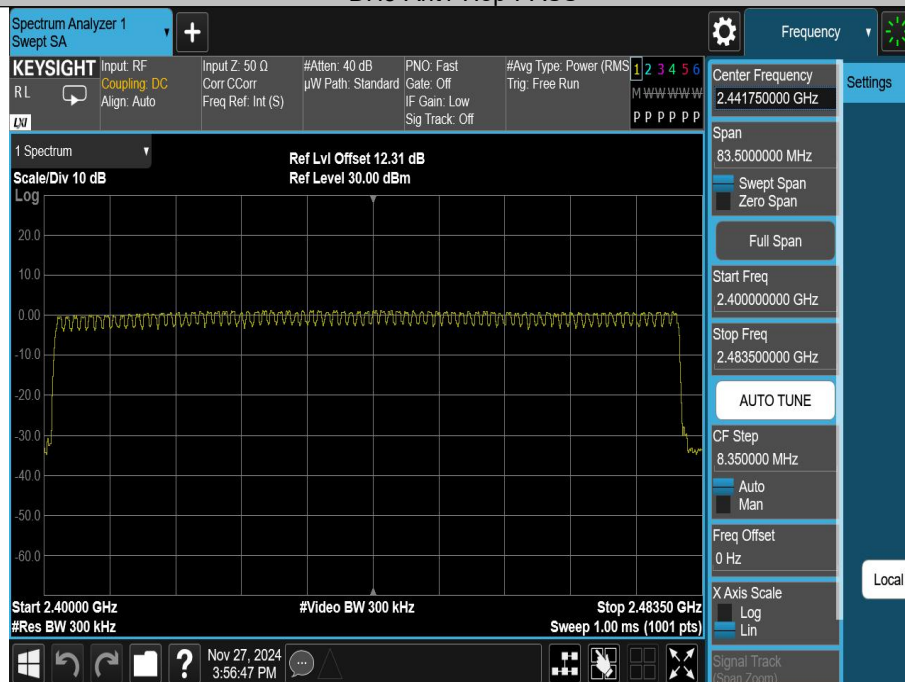 Spectrum Analyzer 1
Swept SA
+
Frequency
KEYSIGHT
RL
LXI
Input: RF
Coupling: DC
Align: Auto
Input Z: 50 Ω
Corr CCorr
Freq Ref: Int (S)
#Atten: 40 dB
µW Path: Standard
PNO: Fast
Gate: Off
IF Gain: Low
Sig Track: Off
#Avg Type: Power (RMS
Trig: Free Run
1 2 3 4 5 6
M W W W W W
P P P P P P
1 Spectrum
Scale/Div 10 dB
Ref Lvl Offset 12.31 dB
Ref Level 30.00 dBm
Log
20.0
10.0
0.00
-10.0
-20.0
-30.0
-40.0
-50.0
-60.0
Start 2.40000 GHz
#Res BW 300 kHz
#Video BW 300 kHz
Stop 2.48350 GHz
Sweep 1.00 ms (1001 pts)
Center Frequency
2.441750000 GHz
Settings
Span
83.5000000 MHz
Swept Span
Zero Span
Full Span
Start Freq
2.400000000 GHz
Stop Freq
2.483500000 GHz
AUTO TUNE
CF Step
8.350000 MHz
Auto
Man
Freq Offset
0 Hz
Local
X Axis Scale
Log
Lin
Signal Track
(Span Zoom)
?
Nov 27, 2024
3:56:47 PM